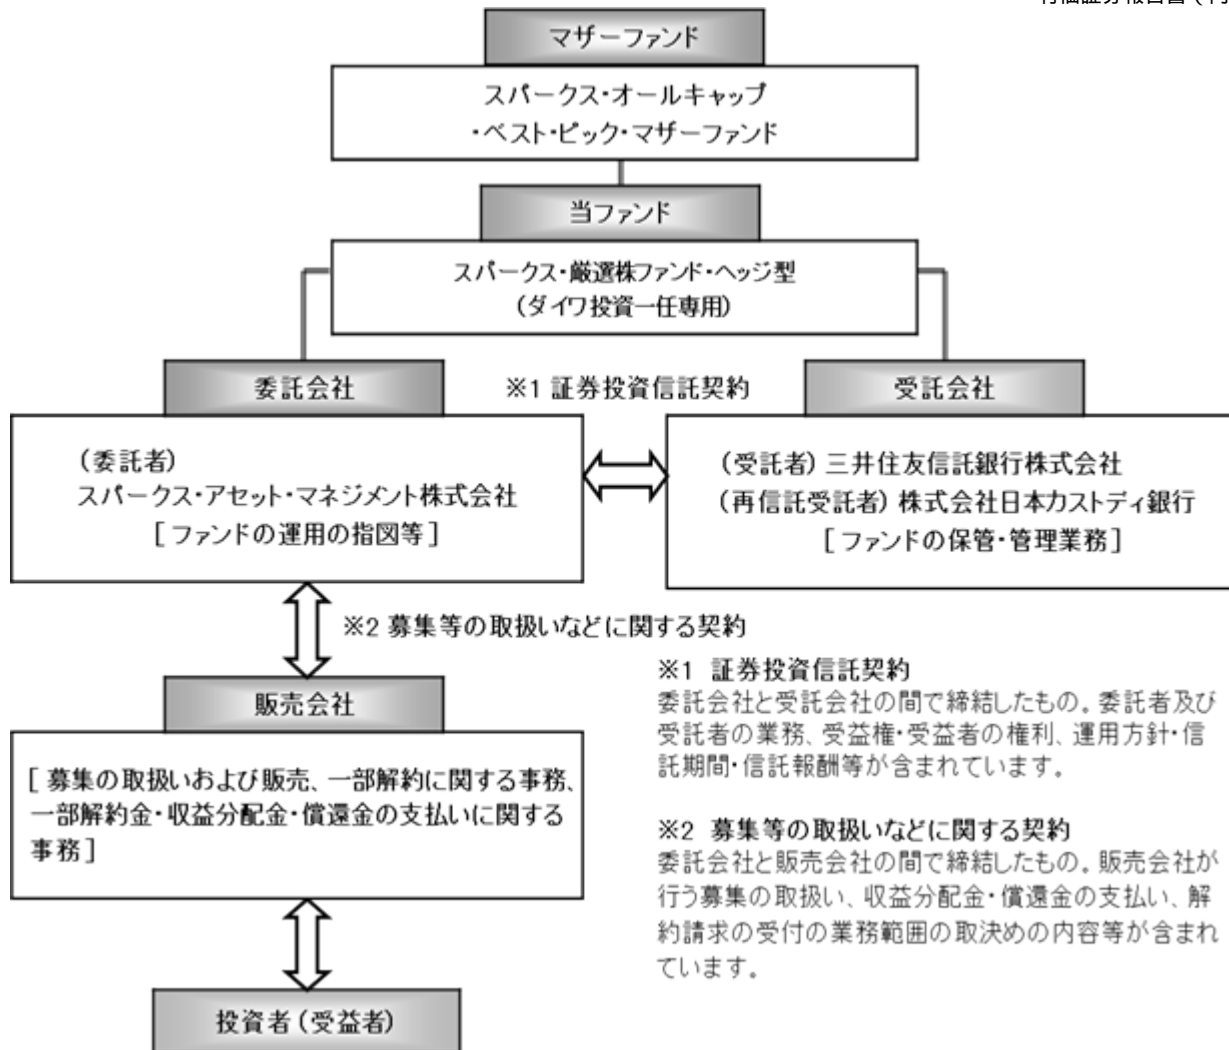 マザーファンド
スパークス・オールキャップ
・ベスト・ピック・マザーファンド
当ファンド
スパークス・厳選株ファンド・ヘッジ型
(ダイワ投資一任専用)
委託会社
※1 証券投資信託契約
受託会社
(委託者)
スパークス・アセット・マネジメント株式会社
[ファンドの運用の指図等]
(受託者) 三井住友信託銀行株式会社
(再信託受託者) 株式会社日本カストディ銀行
[ファンドの保管・管理業務]
※2 募集等の取扱いなどに関する契約
販売会社
[募集の取扱いおよび販売、一部解約に関する事務、
一部解約金・収益分配金・償還金の支払いに関する
事務]
投資者(受益者)
※1 証券投資信託契約
委託会社と受託会社の間で締結したもの。委託者及び
受託者の業務、受益権・受益者の権利、運用方針・信
託期間・信託報酬等が含まれています。
※2 募集等の取扱いなどに関する契約
委託会社と販売会社の間で締結したもの。販売会社が
行う募集の取扱い、収益分配金・償還金の支払い、解
約請求の受付の業務範囲の取決めの内容等が含まれ
ています。